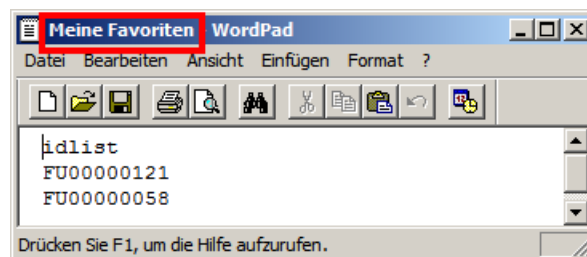 Meine Favoriten - WordPad
Datei Bearbeiten Ansicht Einfügen Format ?
idlist
FU00000121
FU00000058
Drücken Sie F1, um die Hilfe aufzurufen.